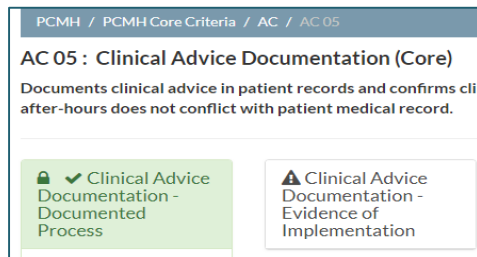 PCMH / PCMH Core Criteria / AC / AC 05
AC 05 : Clinical Advice Documentation (Core)
Documents clinical advice in patient records and confirms cli
after-hours does not conflict with patient medical record.
Clinical Advice
Documentation -
Documented
Process
Clinical Advice
Documentation -
Evidence of
Implementation